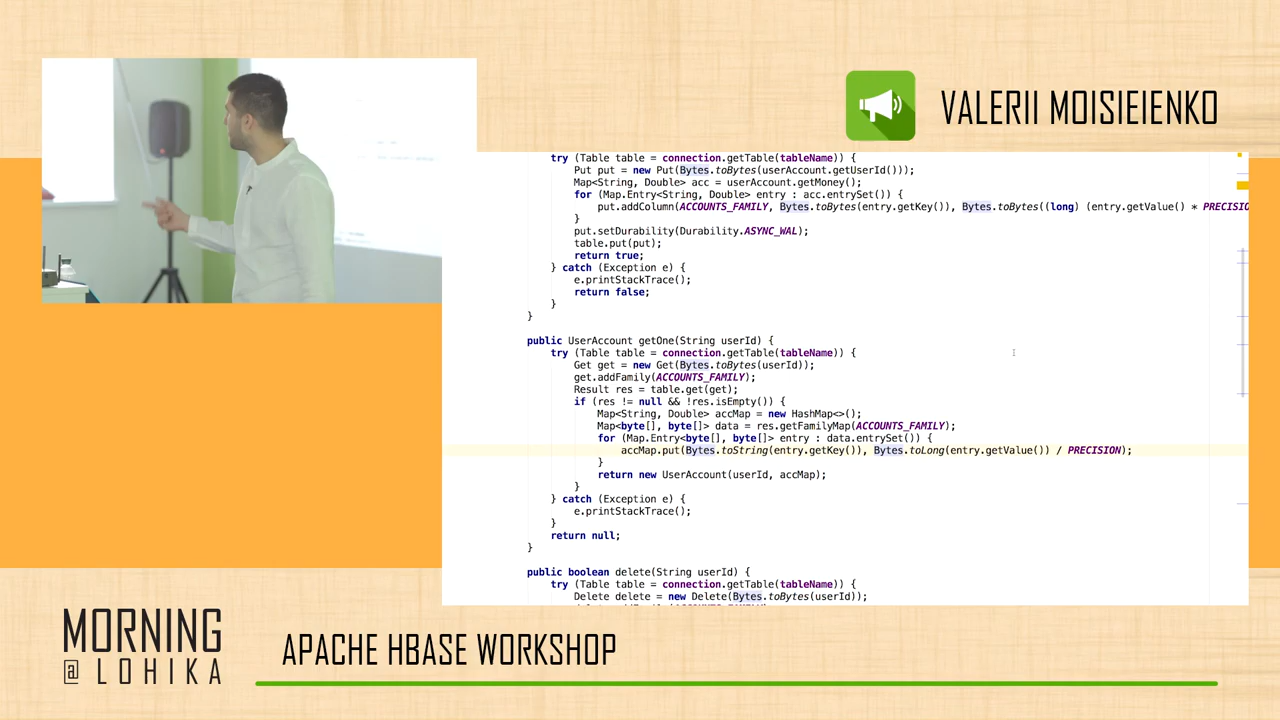 VALERII MOISIEIENKO
try (Table table = connection.getTable(tableName)) {
Put put = new Put(Bytes.toBytes(userAccount.getUserId()));
Map<String, Double> acc = userAccount.getMoney();
for (Map.Entry<String, Double> entry : acc.entrySet()) {
put.addColumn(ACCOUNTS_FAMILY, Bytes.toBytes(entry.getKey()), Bytes.toBytes((long) (entry.getValue() * PRECISIO
}
put.setDurability(Durability.ASYNC_WAL);
table.put(put);
return true;
} catch (Exception e) {
e.printStackTrace();
return false;
}
}
public UserAccount getOne(String userId) {
try (Table table = connection.getTable(tableName)) {
Get get = new Get(Bytes.toBytes(userId));
get.addFamily(ACCOUNTS_FAMILY);
Result res = table.get(get);
if (res != null && !res.isEmpty()) {
Map<String, Double> accMap = new HashMap<>();
Map<byte[], byte[]> data = res.getFamilyMap(ACCOUNTS_FAMILY);
for (Map.Entry<byte[], byte[]> entry : data.entrySet()) {
accMap.put(Bytes.toString(entry.getKey()), Bytes.toLong(entry.getValue()) / PRECISION);
}
return new UserAccount(userId, accMap);
}
} catch (Exception e) {
e.printStackTrace();
}
return null;
}
public boolean delete(String userId) {
try (Table table = connection.getTable(tableName)) {
Delete delete = new Delete(Bytes.toBytes(userId));
MORNING
@ LOHIKA
APACHE HBASE WORKSHOP